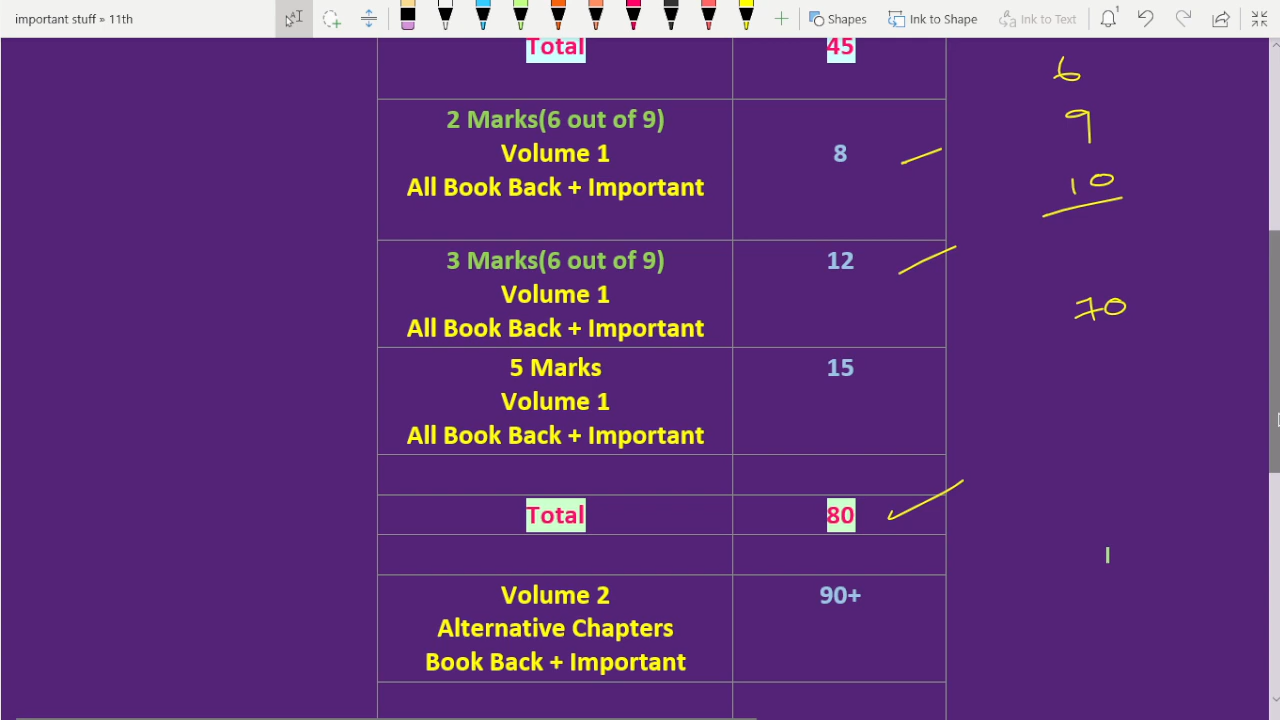 important stuff » 11th
Shapes
Ink to Shape
Ink to Text
Total 45
2 Marks(6 out of 9)
Volume 1 8
All Book Back + Important
3 Marks(6 out of 9) 12
Volume 1
All Book Back + Important
5 Marks 15
Volume 1
All Book Back + Important
Total 80
Volume 2 90+
Alternative Chapters
Book Back + Important
6
9
10
70